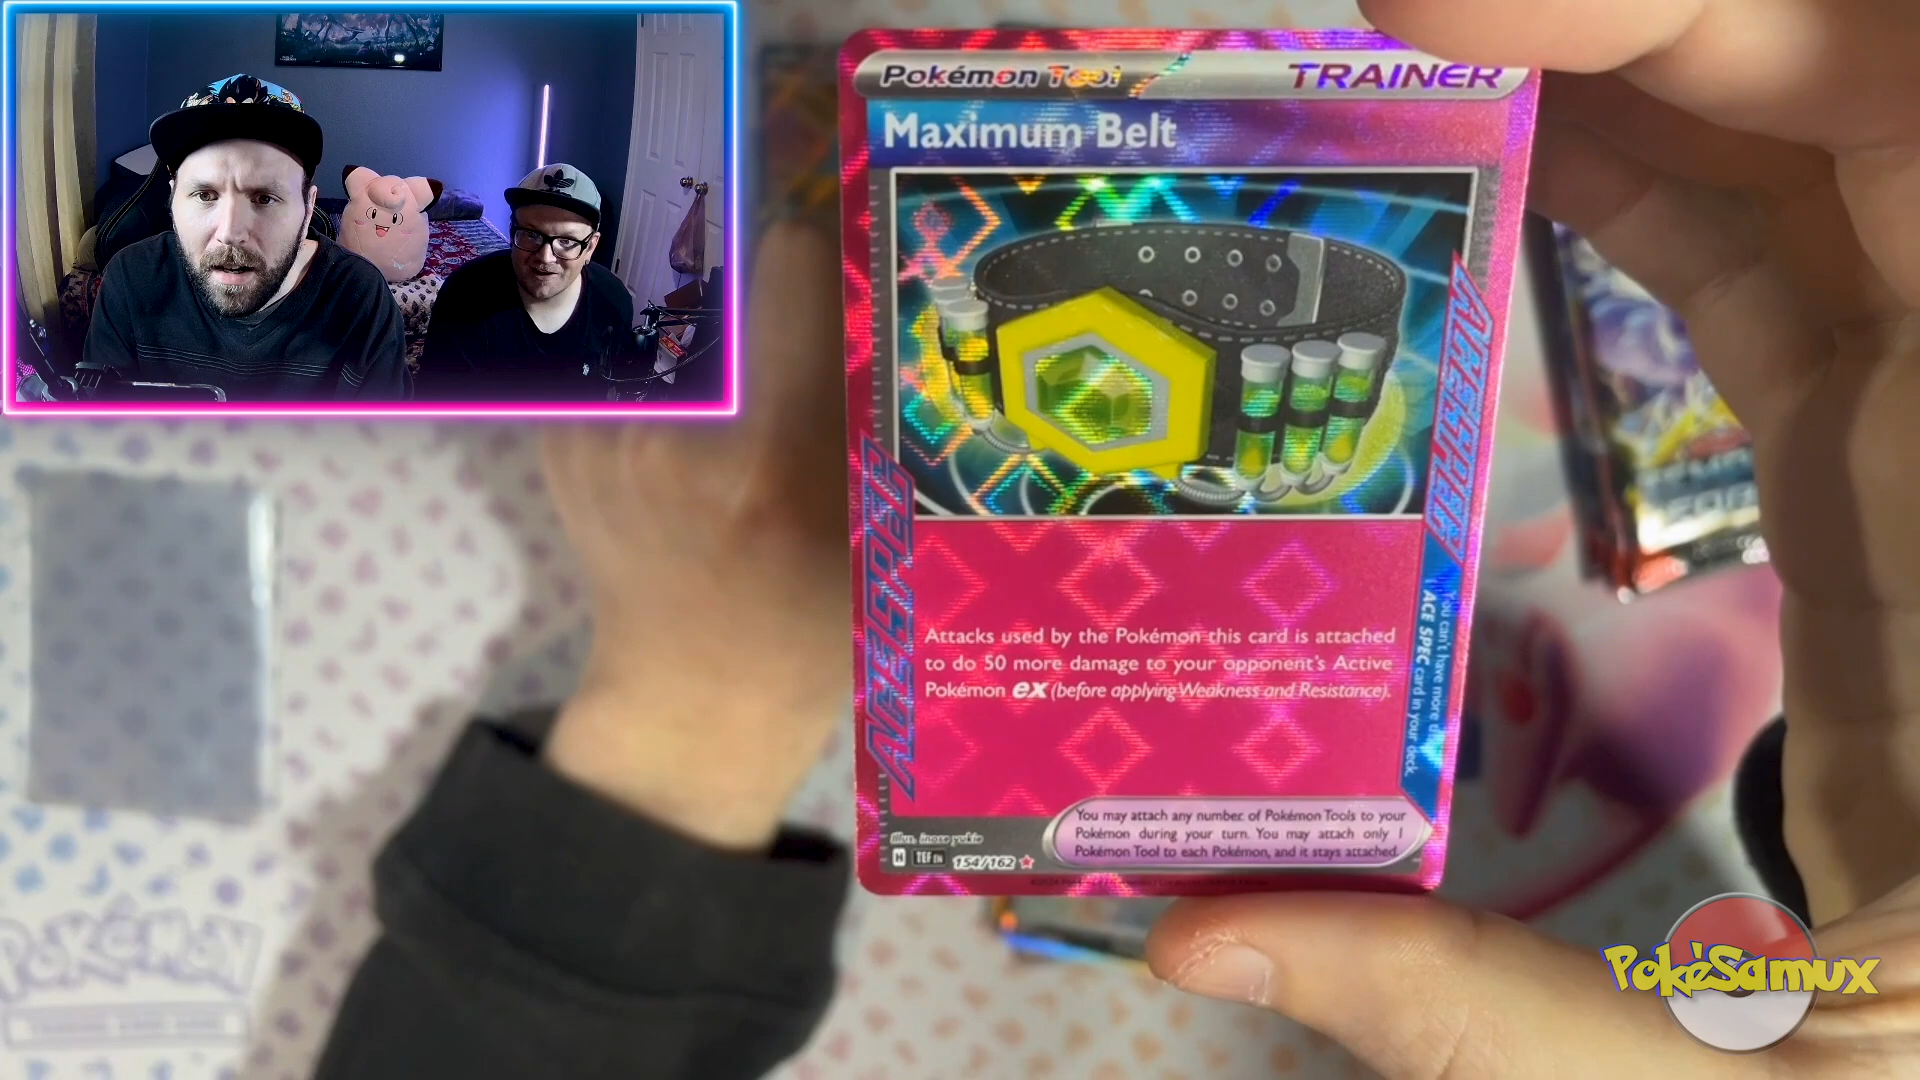 Pokémon Tool
TRAINER
Maximum Belt
ACE SPEC
ACE SPEC
Attacks used by the Pokémon this card is attached
to do 50 more damage to your opponent's Active
Pokémon ex (before applying Weakness and Resistance).
You can't have more
ACE SPEC card in your deck.
You may attach any number of Pokémon Tools to your
Pokémon during your turn. You may attach only 1
Pokémon Tool to each Pokémon, and it stays attached.
Illus. inose yukie
H TEF EN 154/162
POKÉMON
PokéSamux